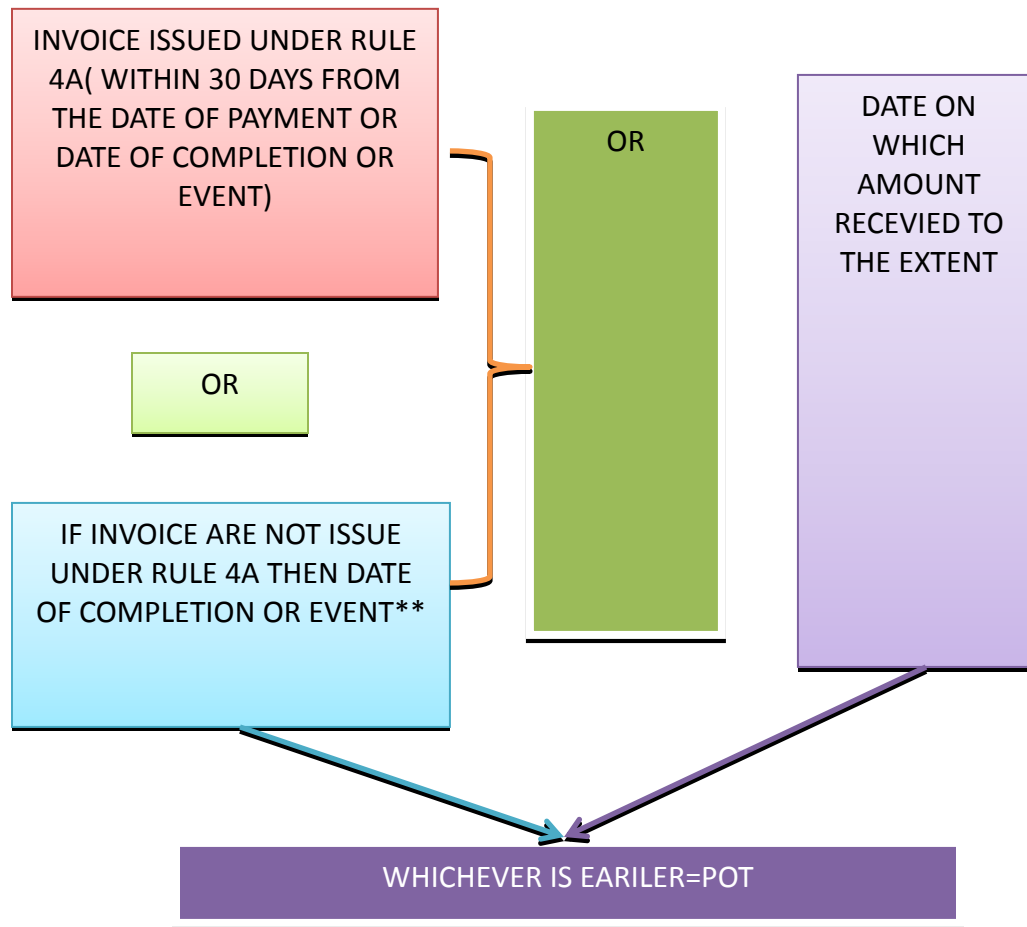 INVOICE ISSUED UNDER RULE
4A( WITHIN 30 DAYS FROM
THE DATE OF PAYMENT OR
DATE OF COMPLETION OR
EVENT)
OR
IF INVOICE ARE NOT ISSUE
UNDER RULE 4A THEN DATE
OF COMPLETION OR EVENT**
OR
DATE ON
WHICH
AMOUNT
RECEVIED TO
THE EXTENT
WHICHEVER IS EARILER=POT